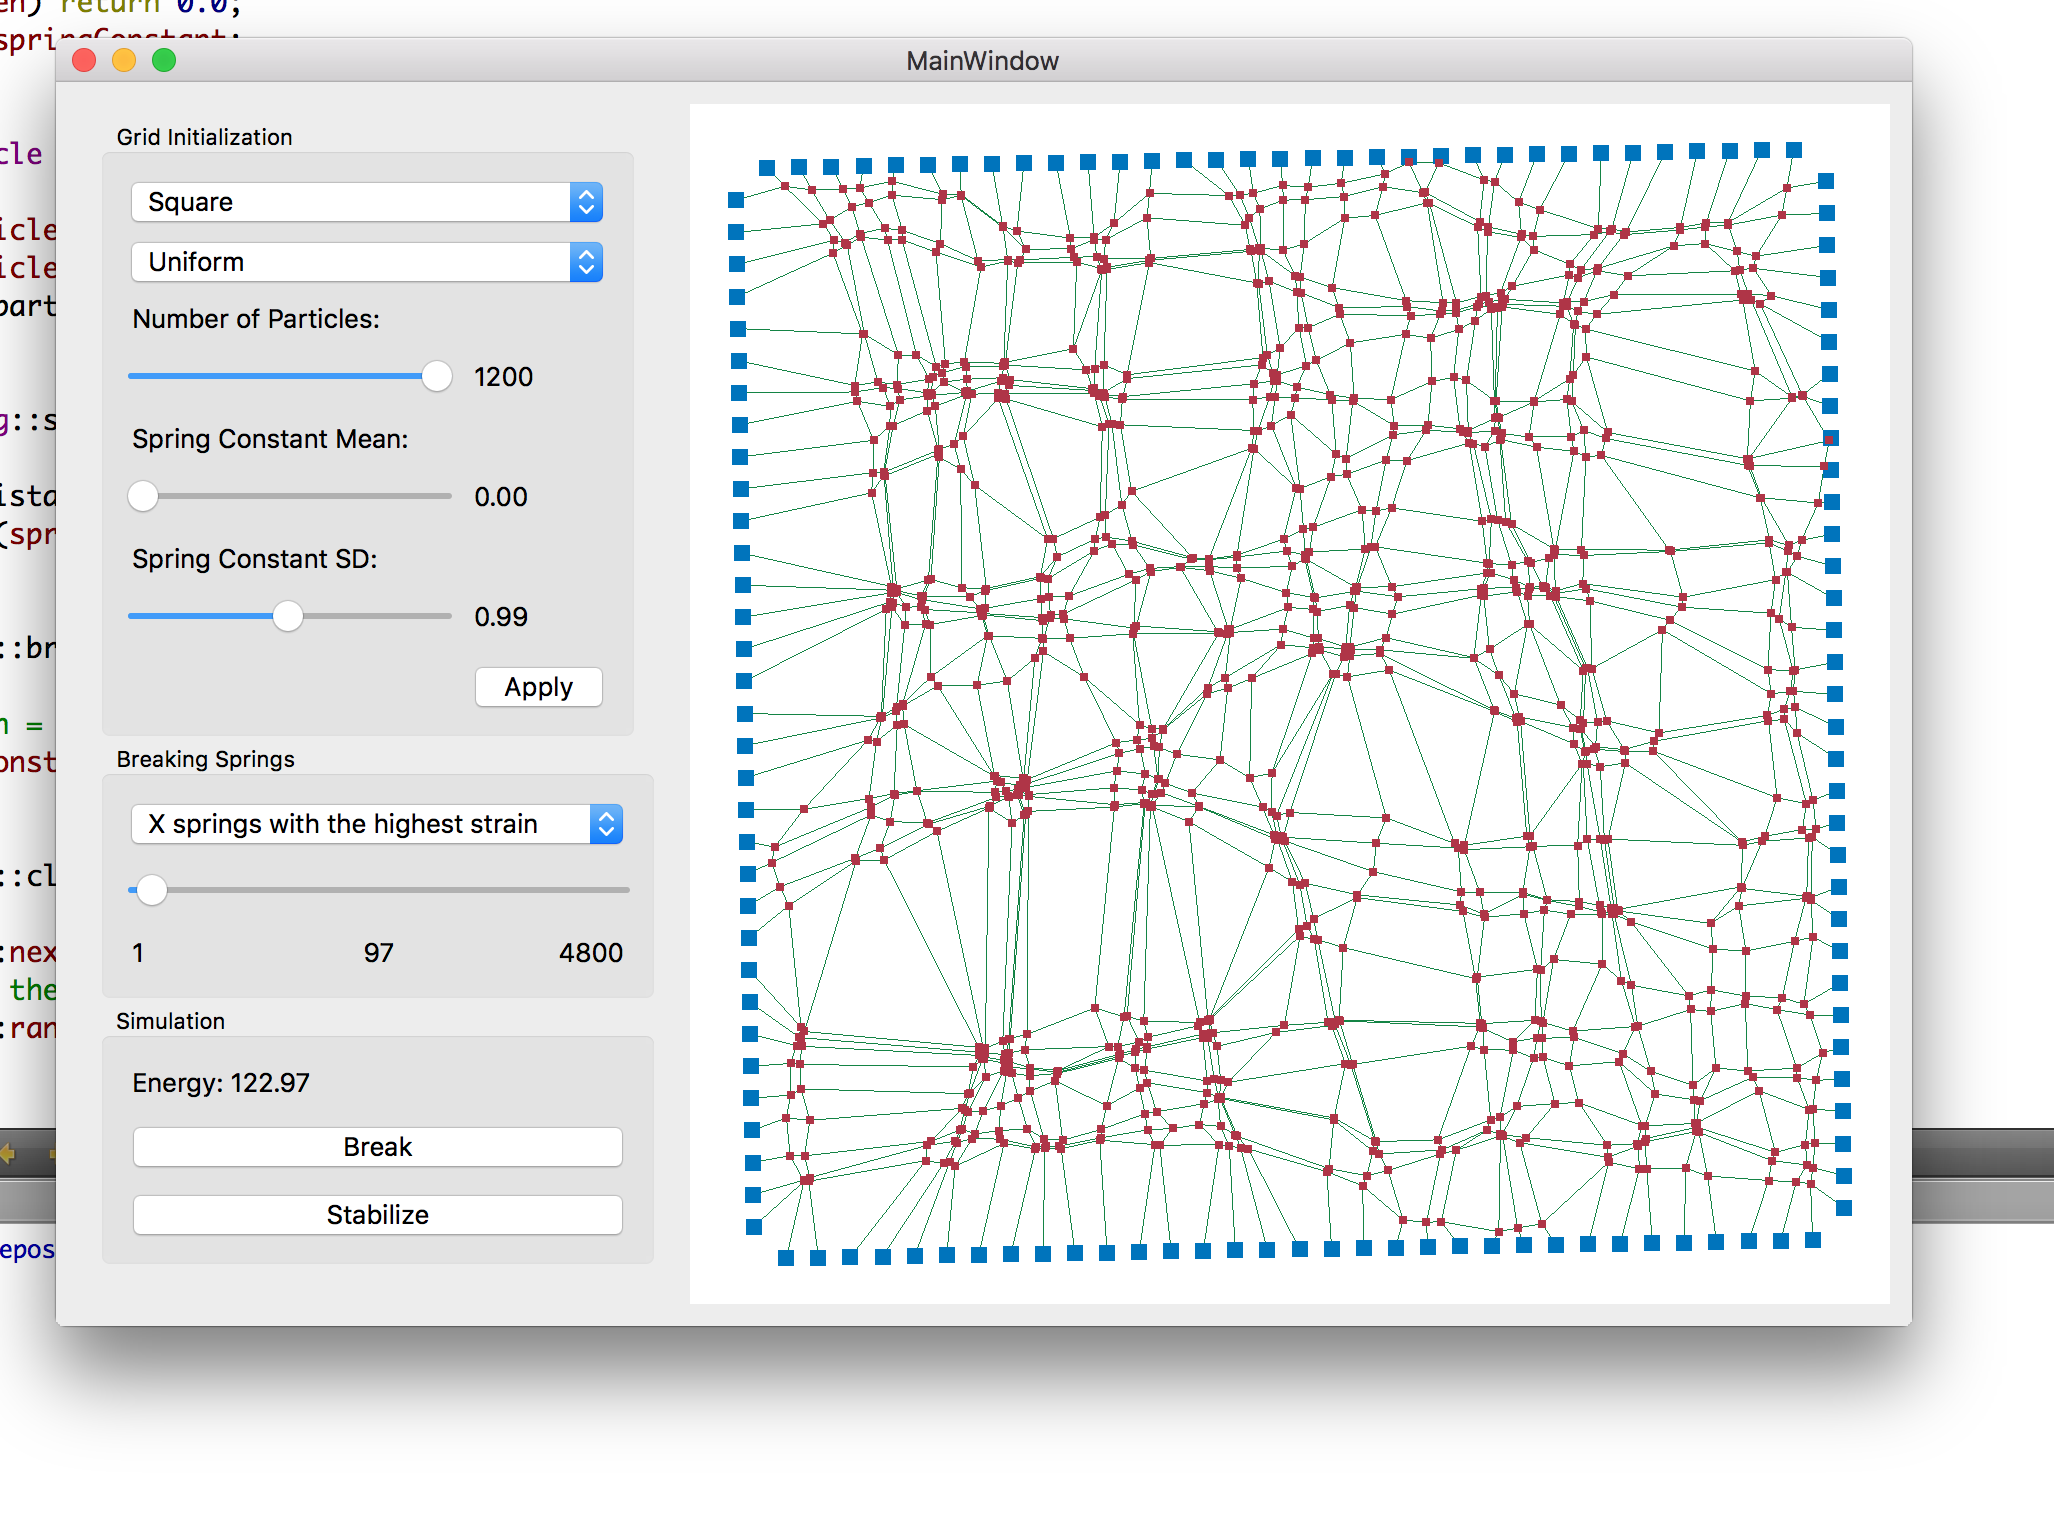 en) return 0.0;
springConstant;
MainWindow
cle
icle
icle
part
g::s
ista
(spr
::br
n =
onst
::cl
:nex
the
:ran
epos
Grid Initialization
Square
Uniform
Number of Particles:
1200
Spring Constant Mean:
0.00
Spring Constant SD:
0.99
Apply
Breaking Springs
X springs with the highest strain
1 97 4800
Simulation
Energy: 122.97
Break
Stabilize